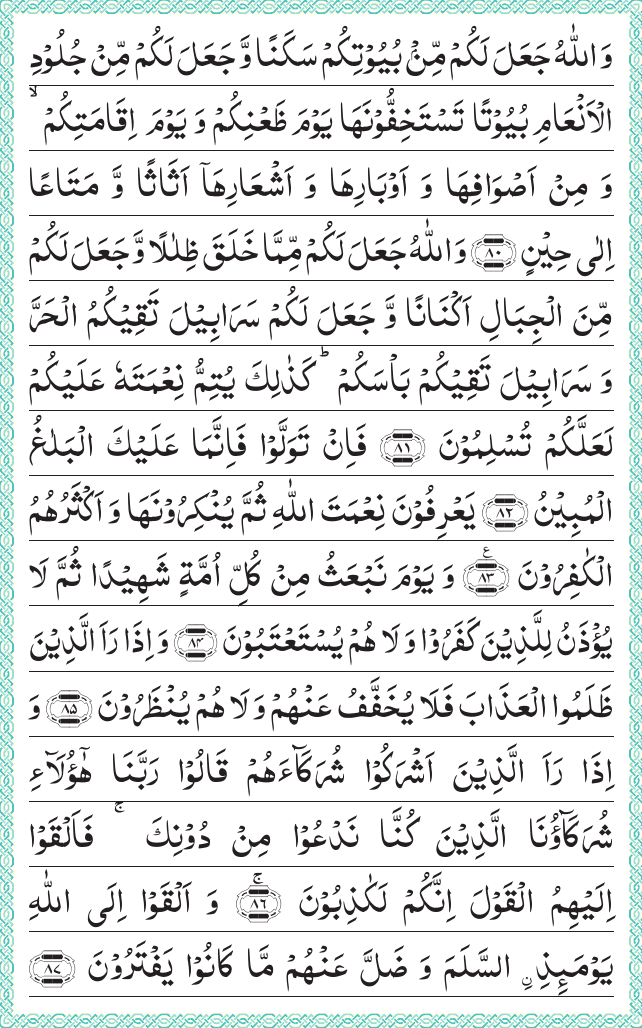 وَاللّٰهُ جَعَلَ لَكُمْ مِّنْۢ بُيُوْتِكُمْ سَكَنًا وَّجَعَلَ لَكُمْ مِّنْ جُلُوْدِ
الْاَنْعَامِ بُيُوْتًا تَسْتَخِفُّوْنَهَا يَوْمَ ظَعْنِكُمْ وَ يَوْمَ اِقَامَتِكُمْ ۙ
وَ مِنْ اَصْوَافِهَا وَ اَوْبَارِهَا وَ اَشْعَارِهَاۤ اَثَاثًا وَّ مَتَاعًا
اِلٰى حِيْنٍ ﴿۸۰﴾ وَاللّٰهُ جَعَلَ لَكُمْ مِّمَّا خَلَقَ ظِلٰلًا وَّجَعَلَ لَكُمْ
مِّنَ الْجِبَالِ اَكْنَانًا وَّ جَعَلَ لَكُمْ سَرَابِيْلَ تَقِيْكُمُ الْحَرَّ
وَ سَرَابِيْلَ تَقِيْكُمْ بَاْسَكُمْ ؕ كَذٰلِكَ يُتِمُّ نِعْمَتَهٗ عَلَيْكُمْ
لَعَلَّكُمْ تُسْلِمُوْنَ ﴿۸۱﴾ فَاِنْ تَوَلَّوْا فَاِنَّمَا عَلَيْكَ الْبَلٰغُ
الْمُبِيْنُ ﴿۸۲﴾ يَعْرِفُوْنَ نِعْمَتَ اللّٰهِ ثُمَّ يُنْكِرُوْنَهَا وَ اَكْثَرُهُمُ
الْكٰفِرُوْنَ ﴿۸۳﴾ ع وَ يَوْمَ نَبْعَثُ مِنْ كُلِّ اُمَّةٍ شَهِيْدًا ثُمَّ لَا
يُؤْذَنُ لِلَّذِيْنَ كَفَرُوْا وَ لَا هُمْ يُسْتَعْتَبُوْنَ ﴿۸۴﴾ وَ اِذَا رَاَ الَّذِيْنَ
ظَلَمُوا الْعَذَابَ فَلَا يُخَفَّفُ عَنْهُمْ وَ لَا هُمْ يُنْظَرُوْنَ ﴿۸۵﴾ وَ
اِذَا رَاَ الَّذِيْنَ اَشْرَكُوْا شُرَكَآءَهُمْ قَالُوْا رَبَّنَا هٰۤؤُلَآءِ
شُرَكَآؤُنَا الَّذِيْنَ كُنَّا نَدْعُوْا مِنْ دُوْنِكَ ۚ فَاَلْقَوْا
اِلَيْهِمُ الْقَوْلَ اِنَّكُمْ لَكٰذِبُوْنَ ﴿۸۶﴾ۚ وَ اَلْقَوْا اِلَى اللّٰهِ
يَوْمَىِٕذِ ۟السَّلَمَ وَ ضَلَّ عَنْهُمْ مَّا كَانُوْا يَفْتَرُوْنَ ﴿۸۷﴾